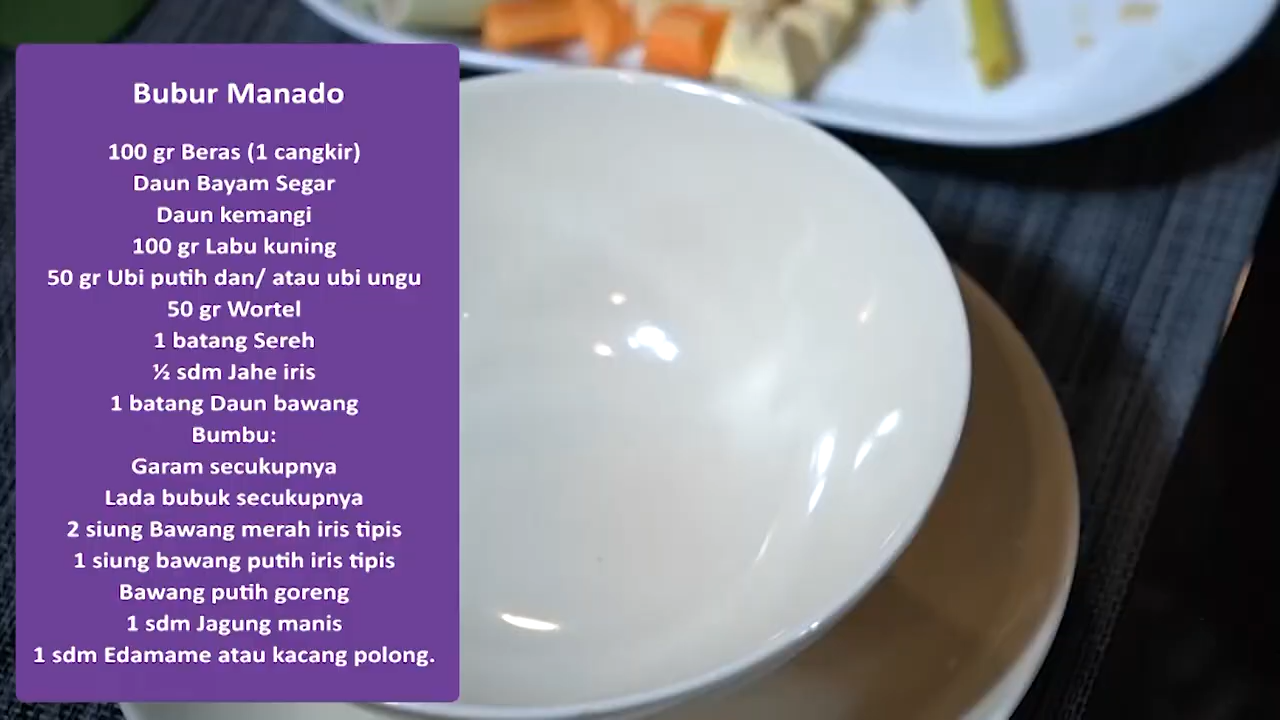 Bubur Manado
100 gr Beras (1 cangkir)
Daun Bayam Segar
Daun kemangi
100 gr Labu kuning
50 gr Ubi putih dan/ atau ubi ungu
50 gr Wortel
1 batang Sereh
½ sdm Jahe iris
1 batang Daun bawang
Bumbu:
Garam secukupnya
Lada bubuk secukupnya
2 siung Bawang merah iris tipis
1 siung bawang putih iris tipis
Bawang putih goreng
1 sdm Jagung manis
1 sdm Edamame atau kacang polong.